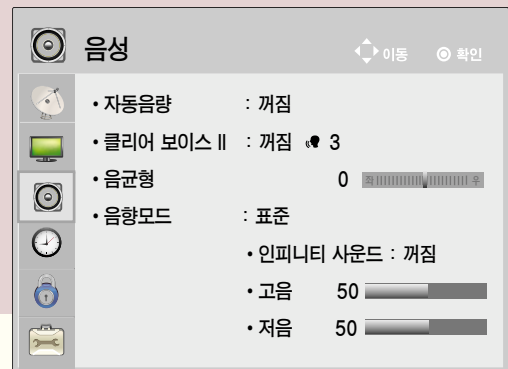 음성 이동 확인
• 자동음량 : 꺼짐
• 클리어 보이스 II : 꺼짐 3
• 음균형 0 좌 우
• 음향모드 : 표준
• 인피니티 사운드 : 꺼짐
• 고음 50
• 저음 50